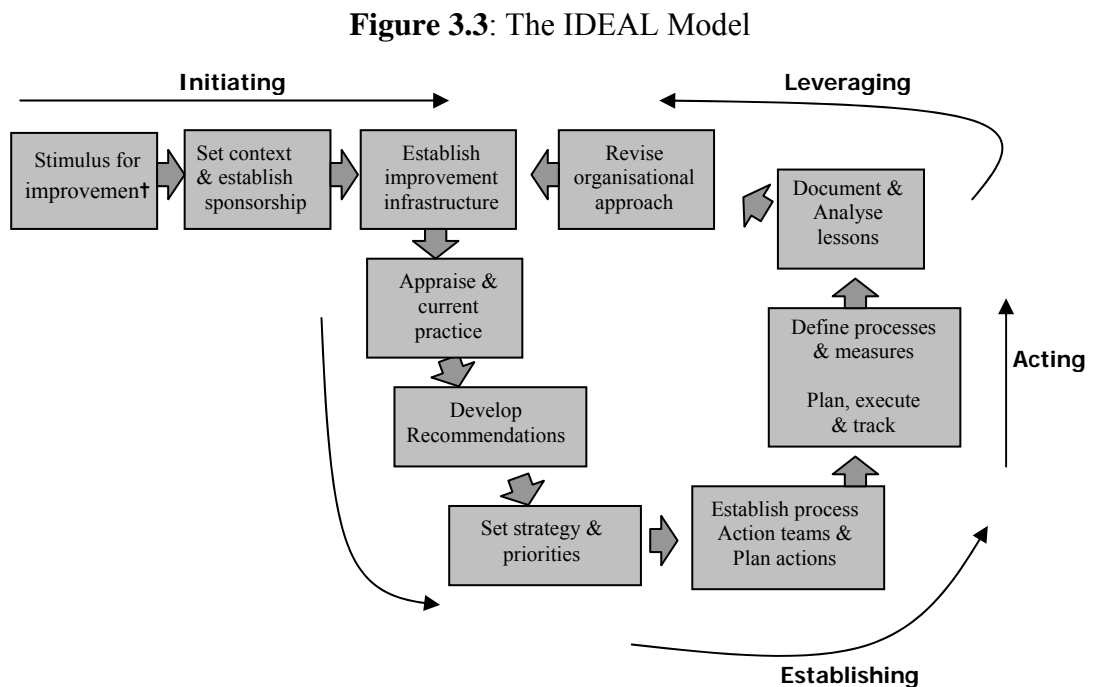 Figure 3.3: The IDEAL Model
Initiating
Leveraging
Stimulus for
improvement†
Set context
& establish
sponsorship
Establish
improvement
infrastructure
Revise
organisational
approach
Document &
Analyse
lessons
Appraise &
current
practice
Define processes
& measures
Plan, execute
& track
Acting
Develop
Recommendations
Set strategy &
priorities
Establish process
Action teams &
Plan actions
Establishing